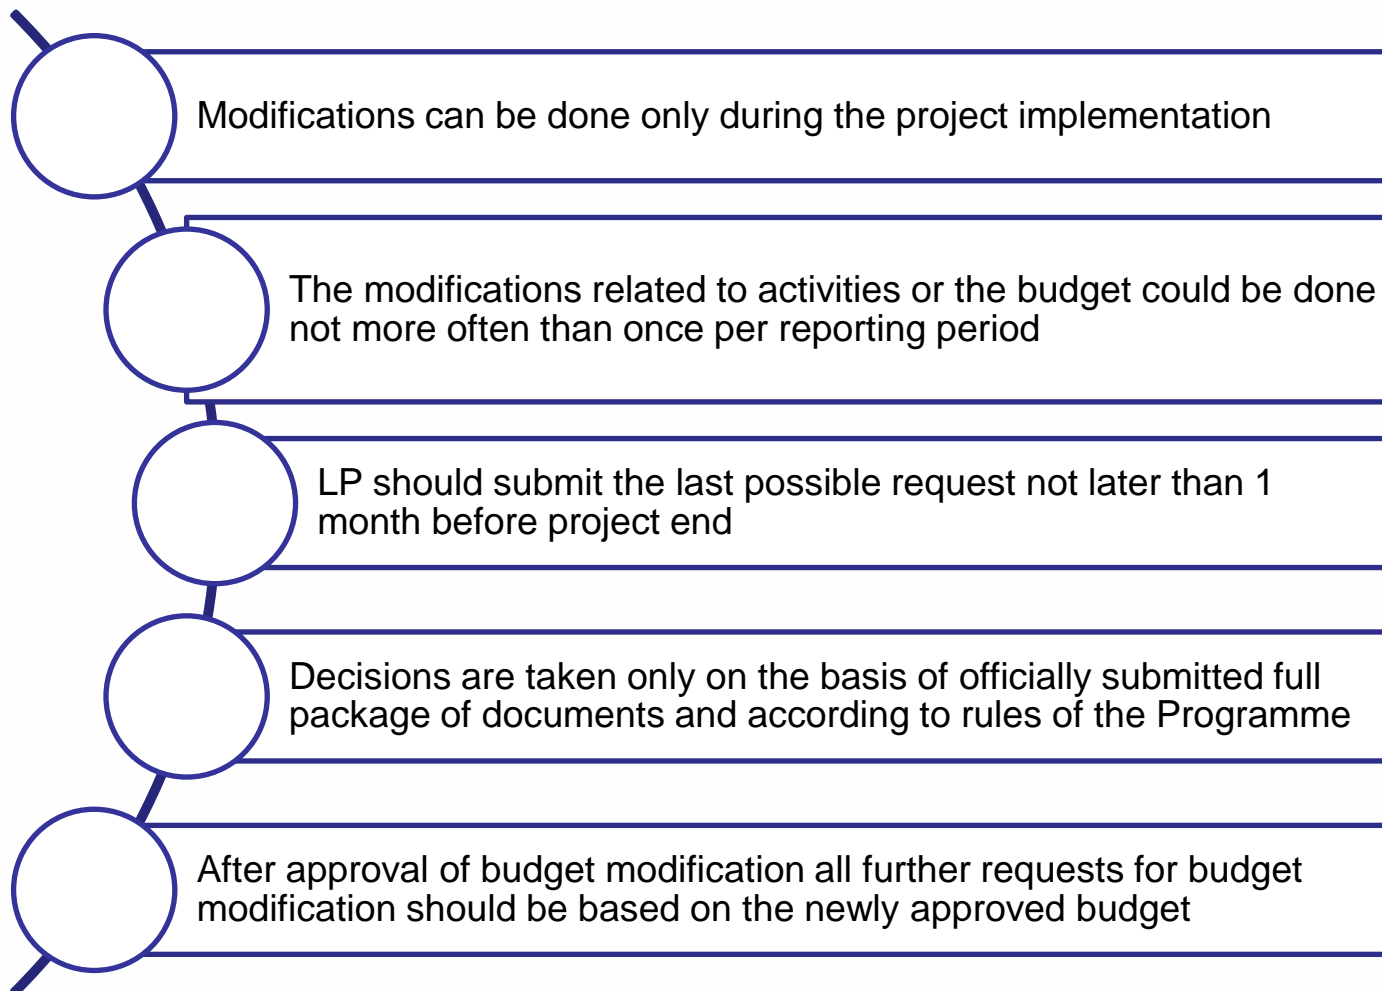 Modifications can be done only during the project implementation
The modifications related to activities or the budget could be done
not more often than once per reporting period
LP should submit the last possible request not later than 1
month before project end
Decisions are taken only on the basis of officially submitted full
package of documents and according to rules of the Programme
After approval of budget modification all further requests for budget
modification should be based on the newly approved budget